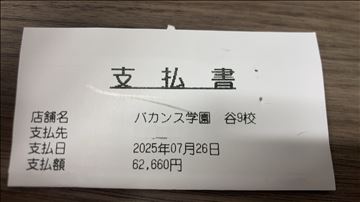 支払書
店舗名 バカンス学園 谷9校
支払先
支払日 2025年07月26日
支払額 62,660円